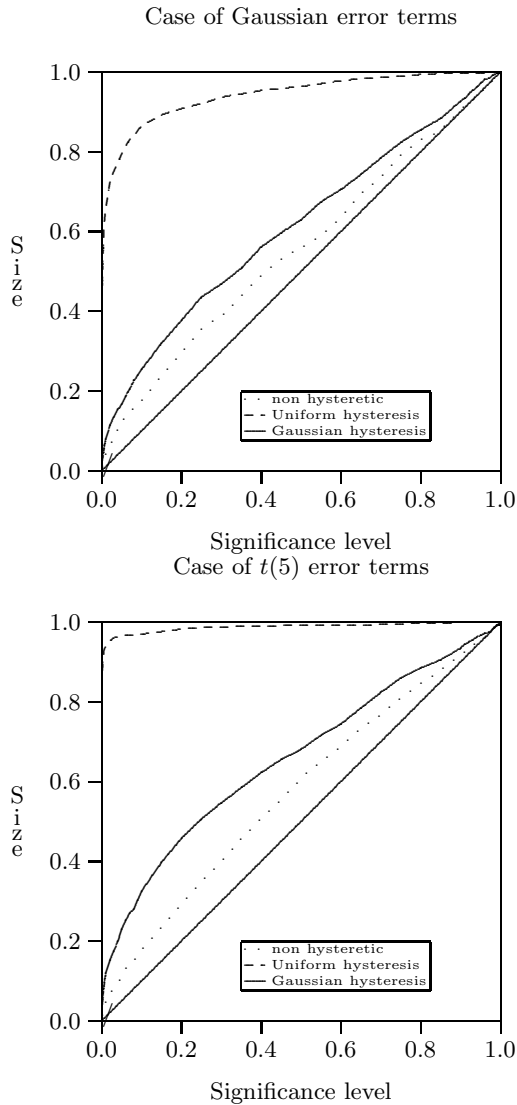 Case of Gaussian error terms
1.0
0.8
0.6
0.4
0.2
0.0
Size
non hysteretic
Uniform hysteresis
Gaussian hysteresis
0.0 0.2 0.4 0.6 0.8 1.0
Significance level
Case of t(5) error terms
1.0
0.8
0.6
0.4
0.2
0.0
Size
non hysteretic
Uniform hysteresis
Gaussian hysteresis
0.0 0.2 0.4 0.6 0.8 1.0
Significance level